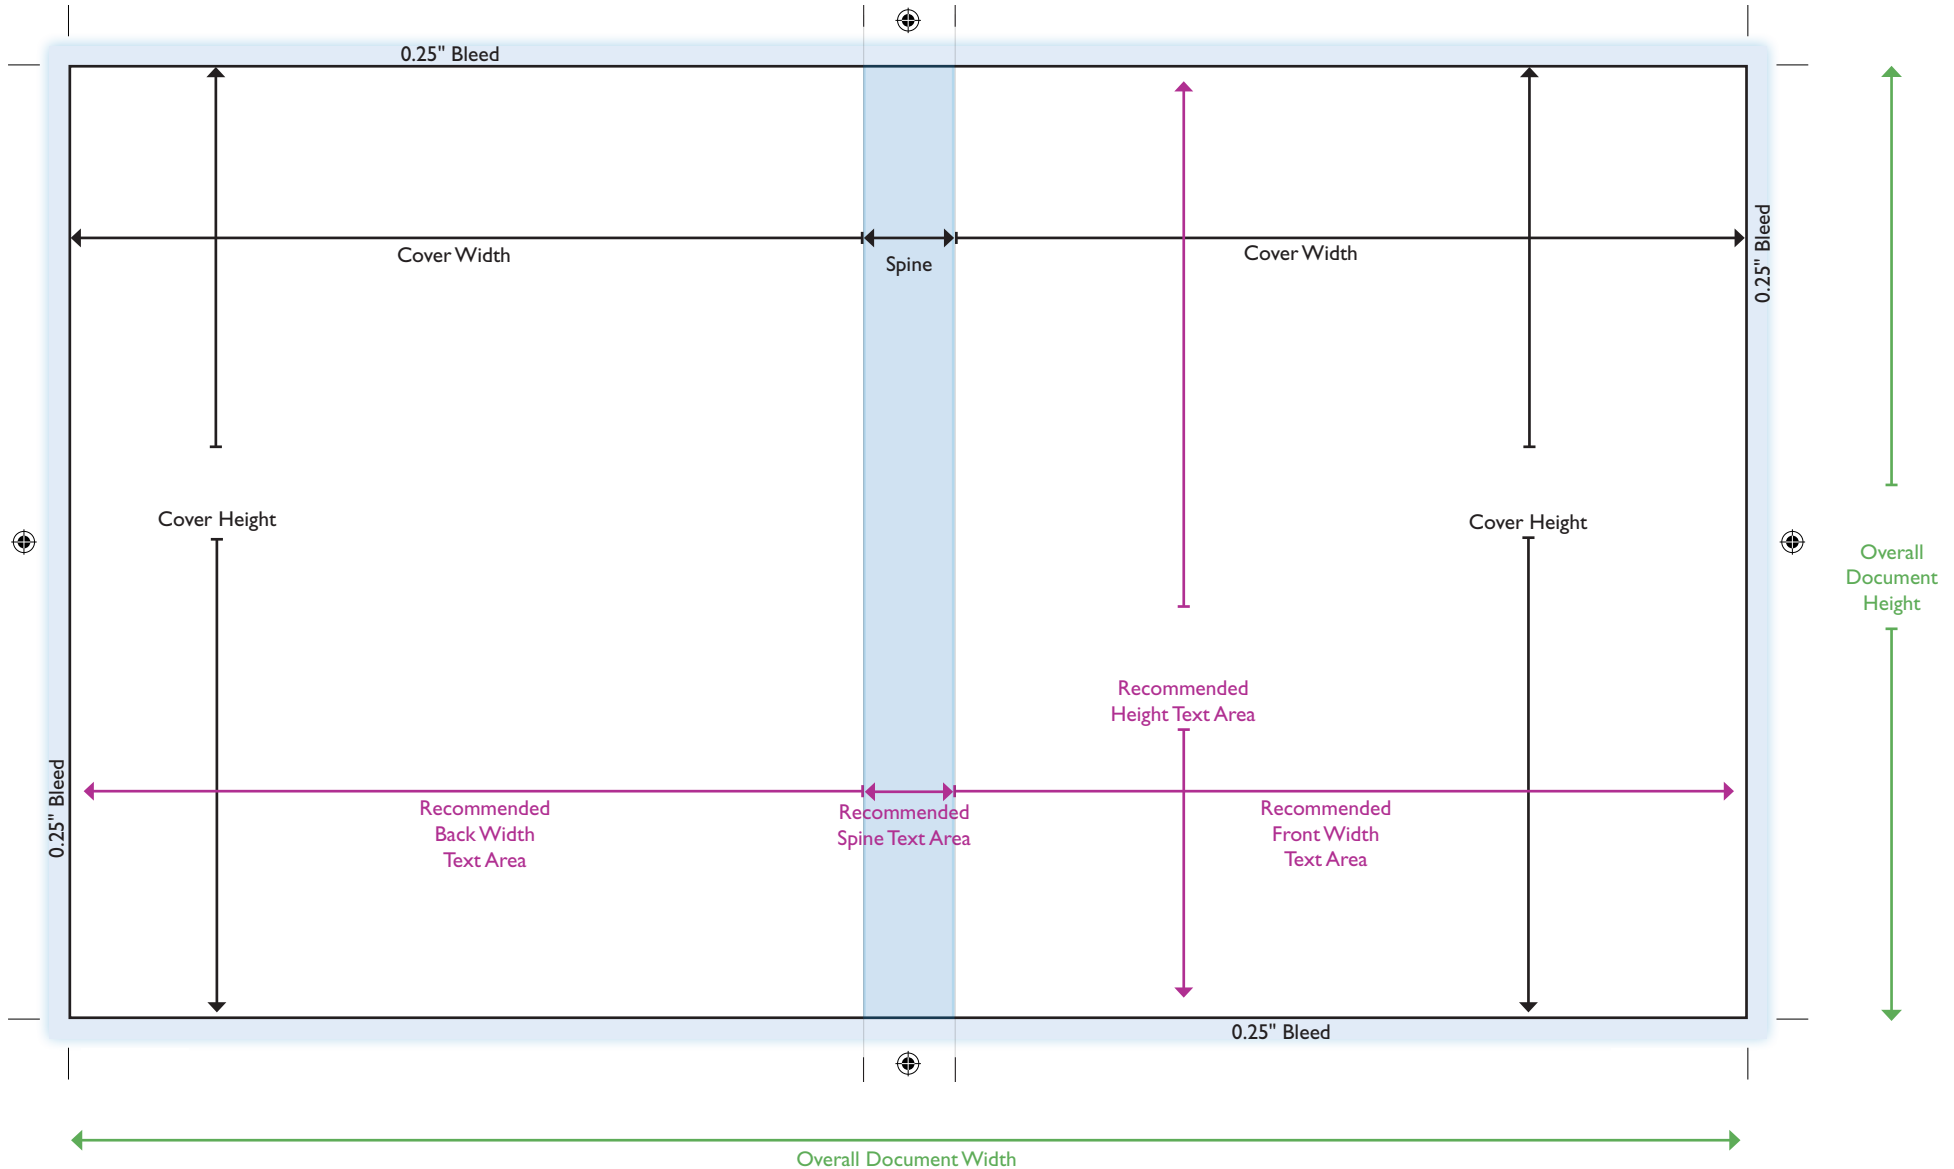 0.25" Bleed
0.25" Bleed
Cover Width
Spine
Cover Width
Cover Height
Cover Height
Overall
Document
Height
Recommended
Height Text Area
0.25" Bleed
Recommended
Back Width
Text Area
Recommended
Spine Text Area
Recommended
Front Width
Text Area
0.25" Bleed
Overall Document Width